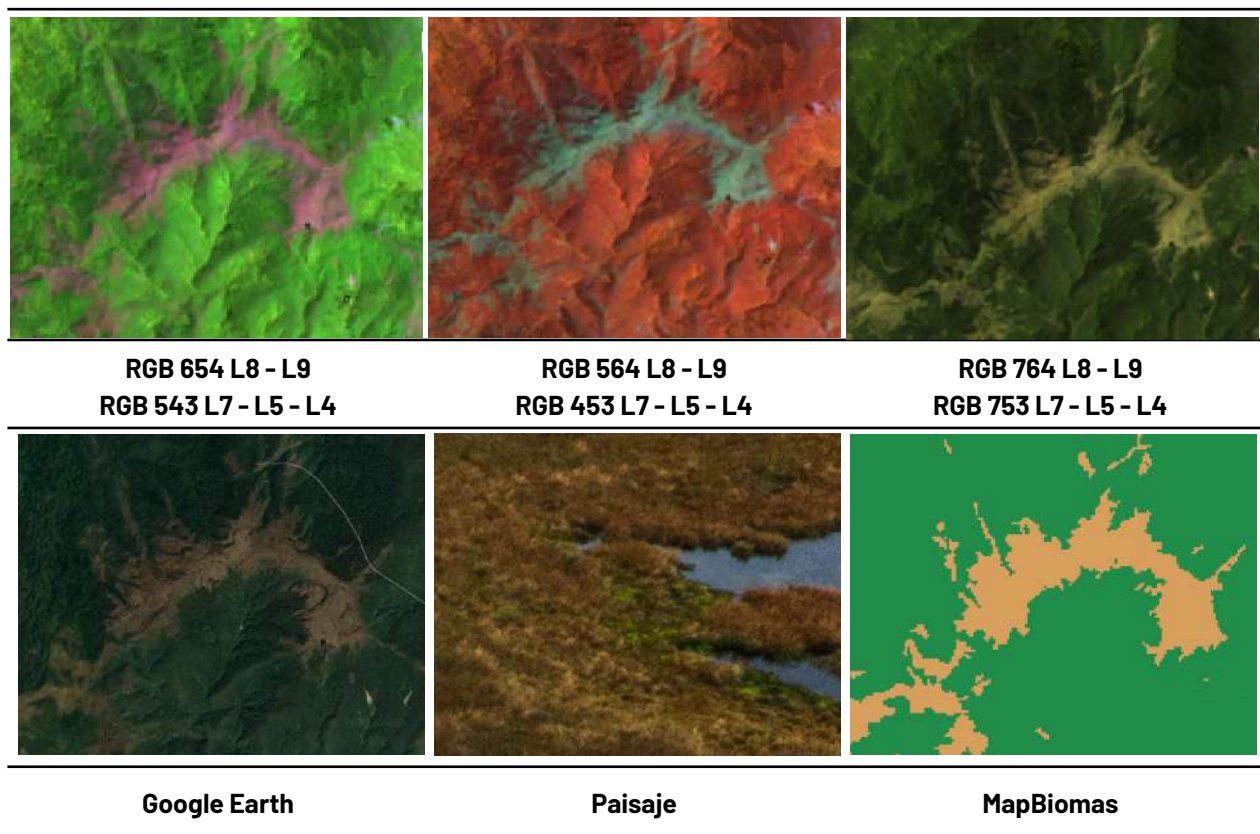 RGB 654 L8 - L9
RGB 543 L7 - L5 - L4
RGB 564 L8 - L9
RGB 453 L7 - L5 - L4
RGB 764 L8 - L9
RGB 753 L7 - L5 - L4
Google Earth
Paisaje
MapBiomas